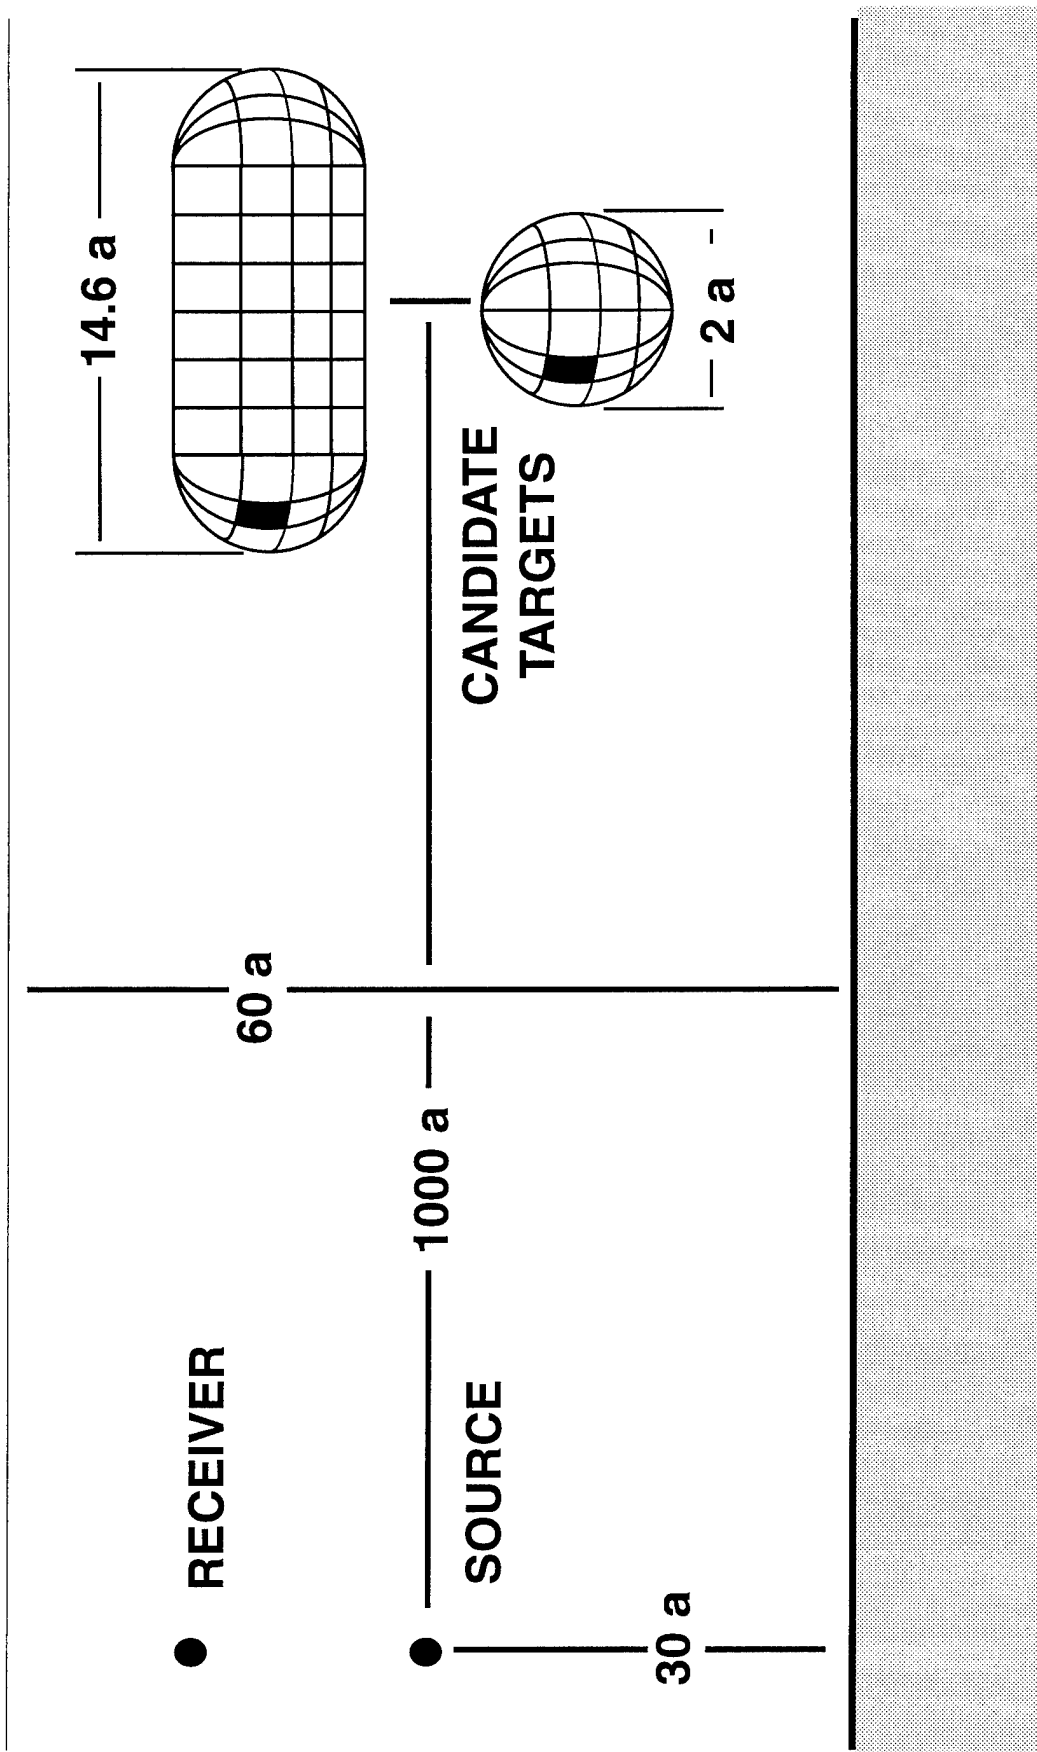 RECEIVER
SOURCE
30 a
1000 a
60 a
14.6 a
CANDIDATE
TARGETS
2 a